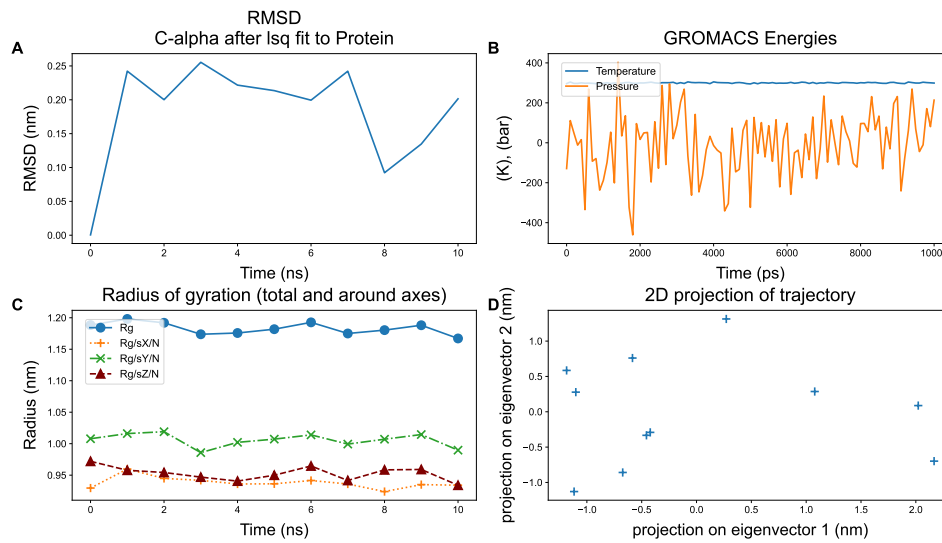 A
RMSD
C-alpha after lsq fit to Protein
RMSD (nm)
0.25
0.20
0.15
0.10
0.05
0.00
0 2 4 6 8 10
Time (ns)
B
GROMACS Energies
(K), (bar)
400
200
0
−200
−400
Temperature
Pressure
0 2000 4000 6000 8000 1000
Time (ps)
C
Radius of gyration (total and around axes)
Radius (nm)
1.20
1.15
1.10
1.05
1.00
0.95
Rg
Rg/sX/N
Rg/sY/N
Rg/sZ/N
0 2 4 6 8 10
Time (ns)
D
2D projection of trajectory
projection on eigenvector 2 (nm)
1.0
0.5
0.0
−0.5
−1.0
−1.0 −0.5 0.0 0.5 1.0 1.5 2.0
projection on eigenvector 1 (nm)